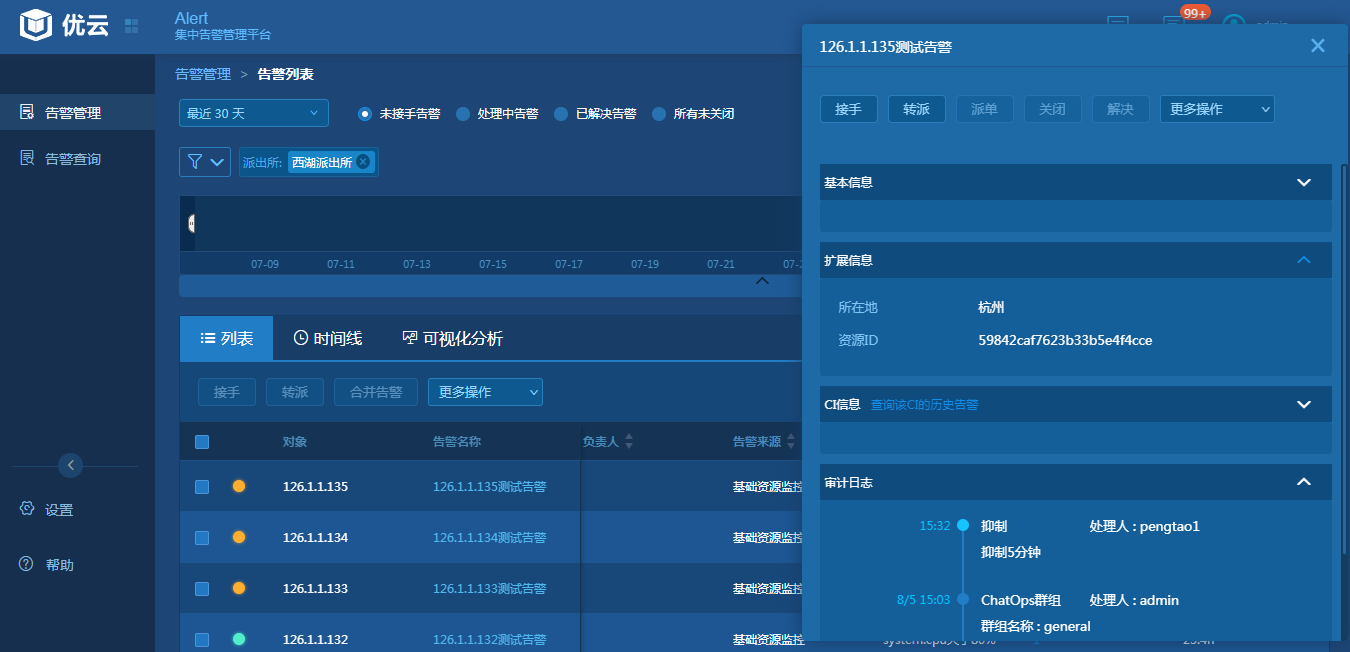 优云
Alert
集中告警管理平台
99+
admin
告警管理
告警查询
设置
帮助
告警管理 > 告警列表
最近 30 天
未接手告警 处理中告警 已解决告警 所有未关闭
派出所: 西湖派出所
07-09 07-11 07-13 07-15 07-17 07-19 07-21 07-2
列表 时间线 可视化分析
接手 转派 合并告警 更多操作
对象 告警名称 负责人 告警来源
126.1.1.135 126.1.1.135测试告警 基础资源监控
126.1.1.134 126.1.1.134测试告警 基础资源监控
126.1.1.133 126.1.1.133测试告警 基础资源监控
126.1.1.132 126.1.1.132测试告警 基础资源监控
126.1.1.135测试告警
接手 转派 派单 关闭 解决 更多操作
基本信息
扩展信息
所在地 杭州
资源ID 59842caf7623b33b5e4f4cce
CI信息 查询该CI的历史告警
审计日志
15:32 抑制 处理人 : pengtao1
抑制5分钟
8/5 15:03 ChatOps群组 处理人 : admin
群组名称 : general